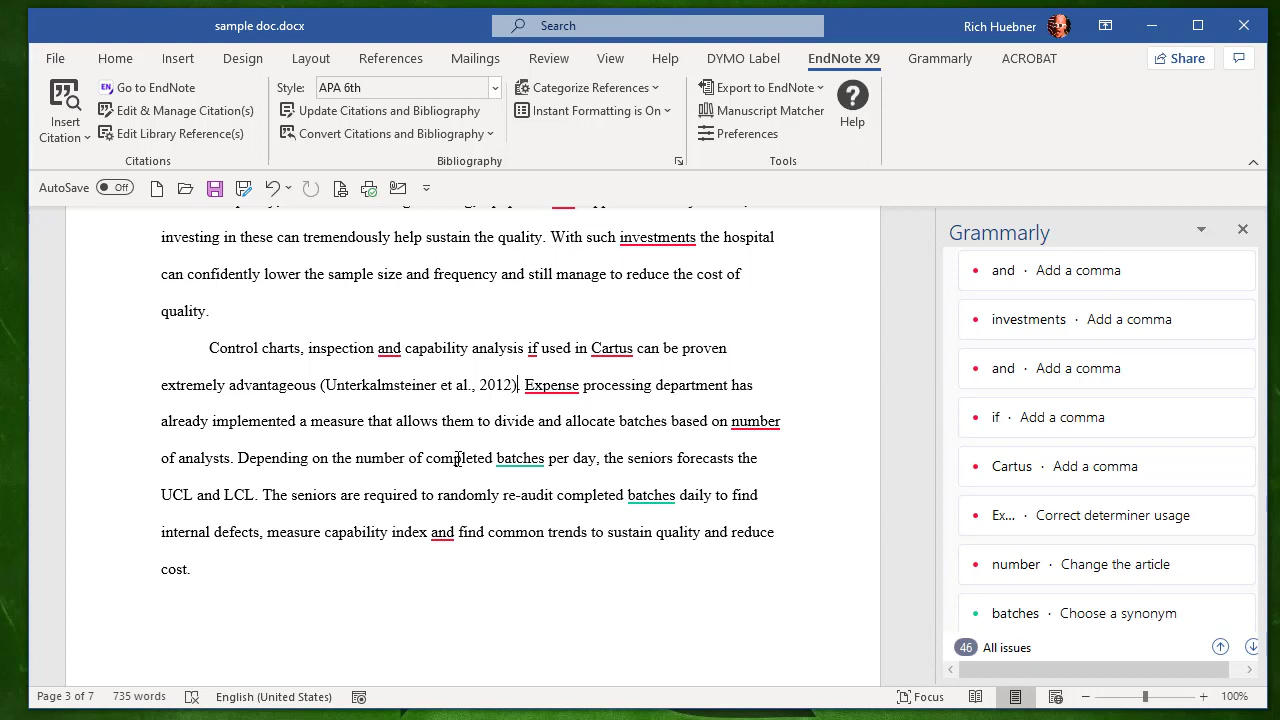 sample doc.docx
Search
Rich Huebner
File Home Insert Design Layout References Mailings Review View Help DYMO Label EndNote X9 Grammarly ACROBAT Share
Insert Citation
EN Go to EndNote
Edit & Manage Citation(s)
Edit Library Reference(s)
Citations
Style: APA 6th
Update Citations and Bibliography
Convert Citations and Bibliography
Categorize References
Instant Formatting is On
Bibliography
Export to EndNote
Manuscript Matcher
Preferences
? Help
Tools
AutoSave Off
investing in these can tremendously help sustain the quality. With such investments the hospital
can confidently lower the sample size and frequency and still manage to reduce the cost of
quality.
Control charts, inspection and capability analysis if used in Cartus can be proven
extremely advantageous (Unterkalmsteiner et al., 2012). Expense processing department has
already implemented a measure that allows them to divide and allocate batches based on number
of analysts. Depending on the number of completed batches per day, the seniors forecasts the
UCL and LCL. The seniors are required to randomly re-audit completed batches daily to find
internal defects, measure capability index and find common trends to sustain quality and reduce
cost.
Grammarly
and · Add a comma
investments · Add a comma
and · Add a comma
if · Add a comma
Cartus · Add a comma
Ex... · Correct determiner usage
number · Change the article
batches · Choose a synonym
46 All issues
Page 3 of 7 735 words English (United States) Focus 100%